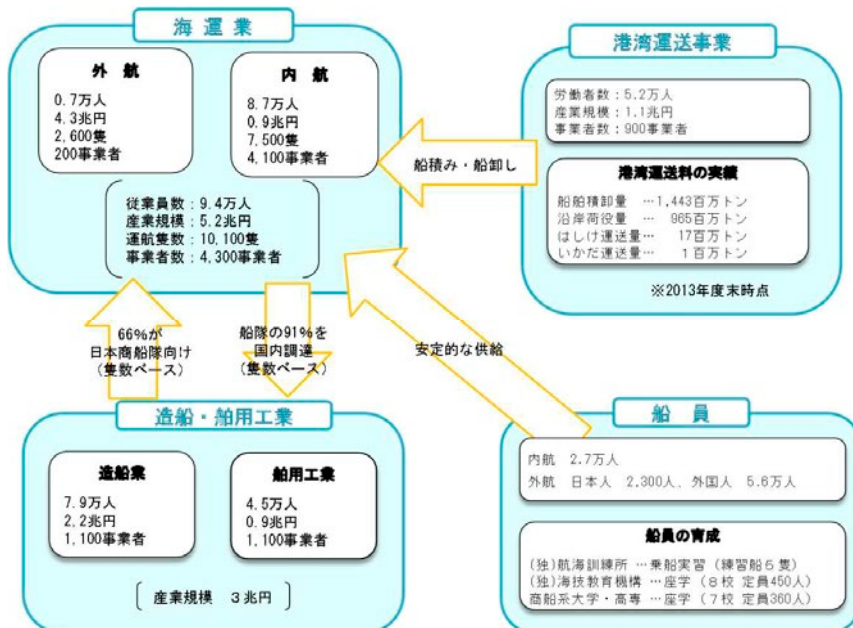 海運業
外 航
0.7万人
4.3兆円
2,600隻
200事業者
内 航
8.7万人
0.9兆円
7,500隻
4,100事業者
従業員数：9.4万人
産業規模：5.2兆円
運航隻数：10,100隻
事業者数：4,300事業者
港湾運送事業
労働者数：5.2万人
産業規模：1.1兆円
事業者数：900事業者
港湾運送料の実績
船舶積卸量 …1,443百万トン
沿岸荷役量 … 965百万トン
はしけ運送量… 17百万トン
いかだ運送量… 1百万トン
※2013年度末時点
船積み・船卸し
66%が
日本商船隊向け
(隻数ベース)
船隊の91%を
国内調達
(隻数ベース)
安定的な供給
造船・舶用工業
造船業
7.9万人
2.2兆円
1,100事業者
舶用工業
4.5万人
0.9兆円
1,100事業者
産業規模 3兆円
船 員
内航 2.7万人
外航 日本人 2,300人、外国人 5.6万人
船員の育成
(独)航海訓練所 …乗船実習 (練習船5隻)
(独)海技教育機構 …座学 (8校 定員450人)
商船系大学・高専 …座学 (7校 定員360人)